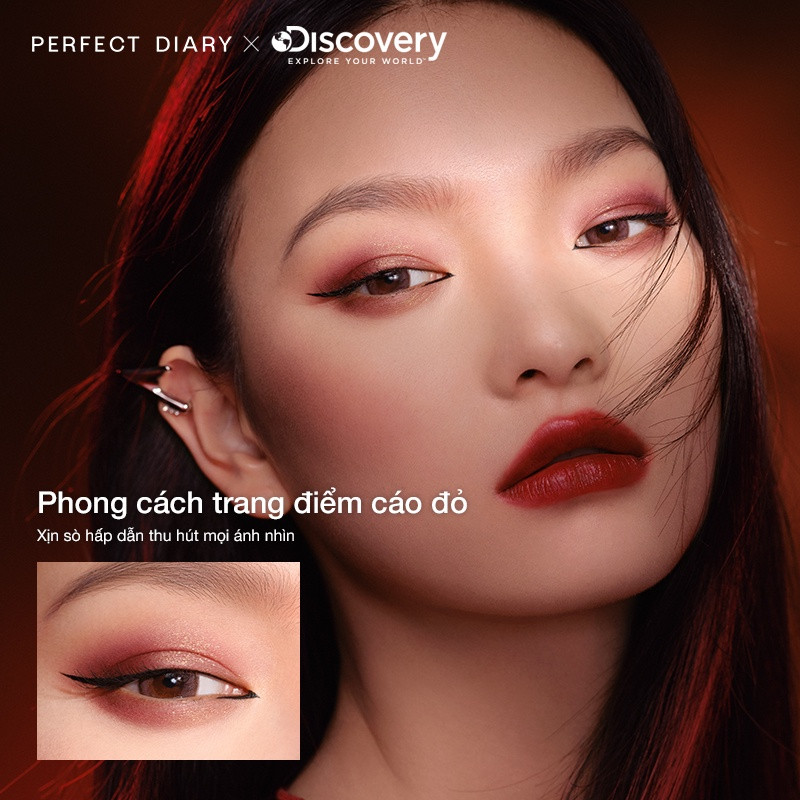 PERFECT DIARY × Discovery
EXPLORE YOUR WORLD™
Phong cách trang điểm cáo đỏ
Xịn sò hấp dẫn thu hút mọi ánh nhìn